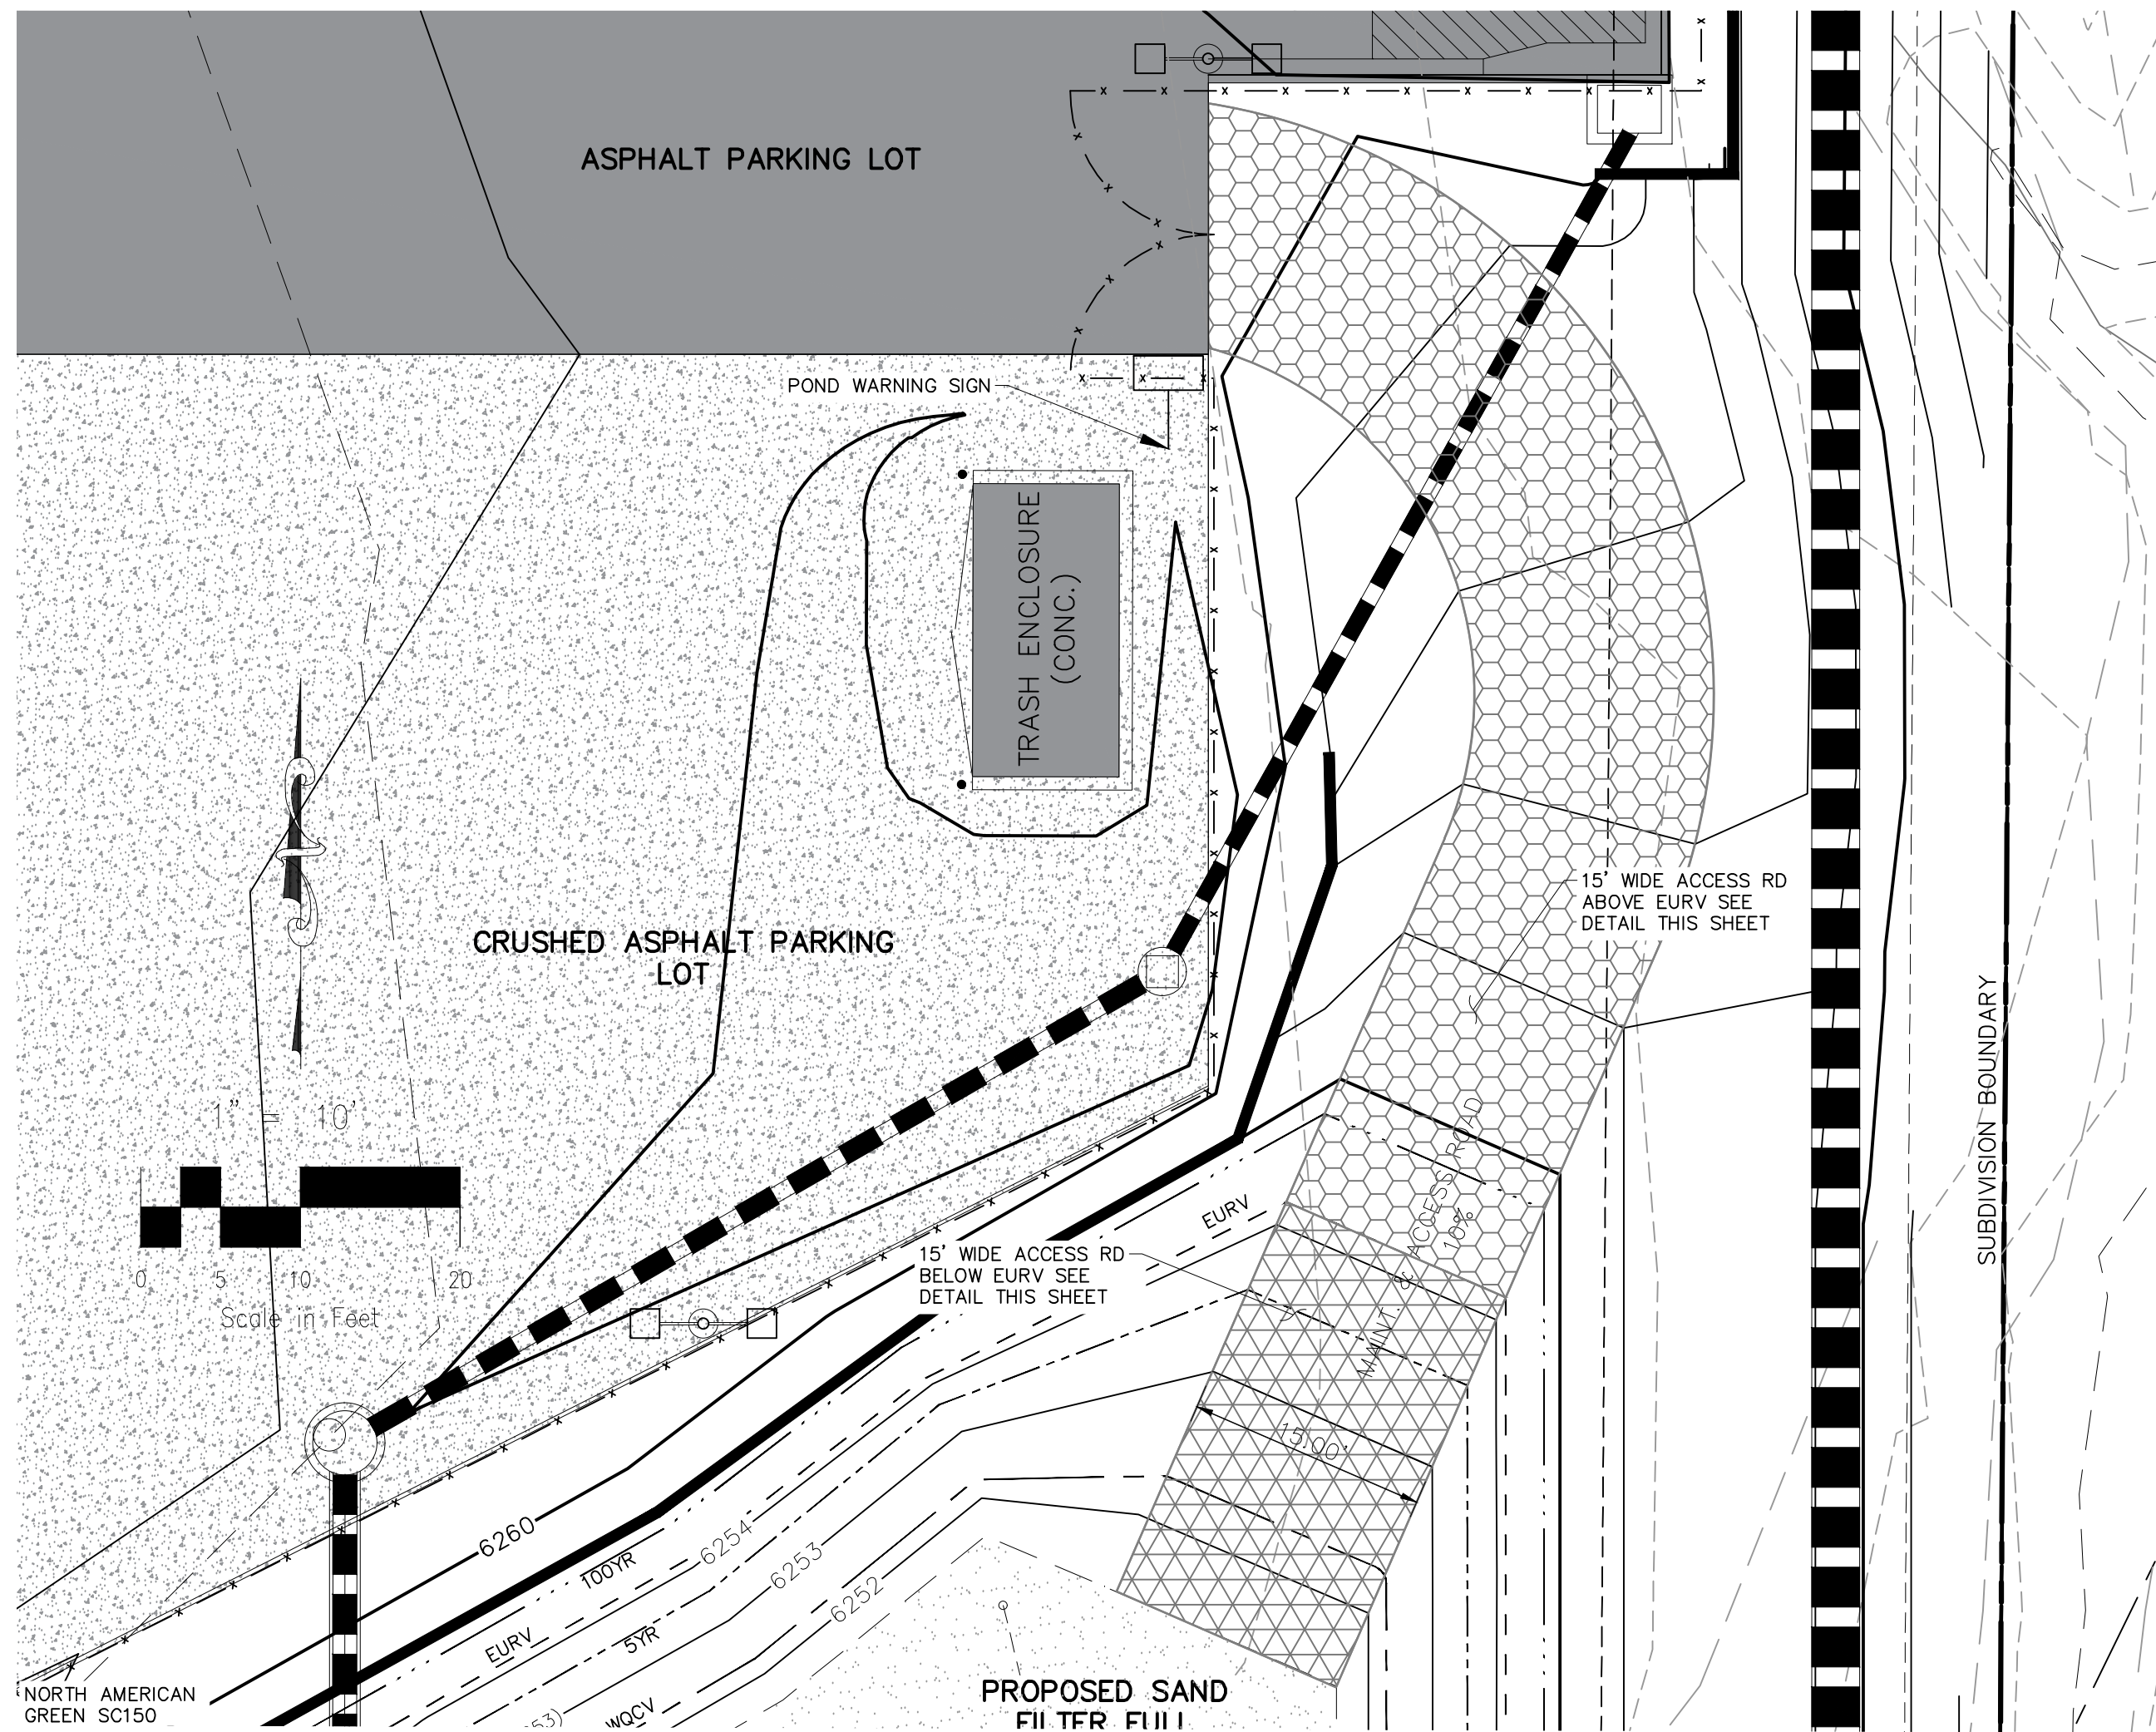 ASPHALT PARKING LOT
POND WARNING SIGN
TRASH ENCLOSURE
(CONC.)
15' WIDE ACCESS RD
ABOVE EURV SEE
DETAIL THIS SHEET
CRUSHED ASPHALT PARKING
LOT
SUBDIVISION BOUNDARY
1" = 10'
0 5 10 20
Scale in Feet
EURV
15' WIDE ACCESS RD
BELOW EURV SEE
DETAIL THIS SHEET
MAINT. & ACCESS ROAD
10%
15.00'
6260
100YR
6254
6253
6252
EURV
5YR
WQCV
53)
NORTH AMERICAN
GREEN SC150
PROPOSED SAND
FILTER FULL